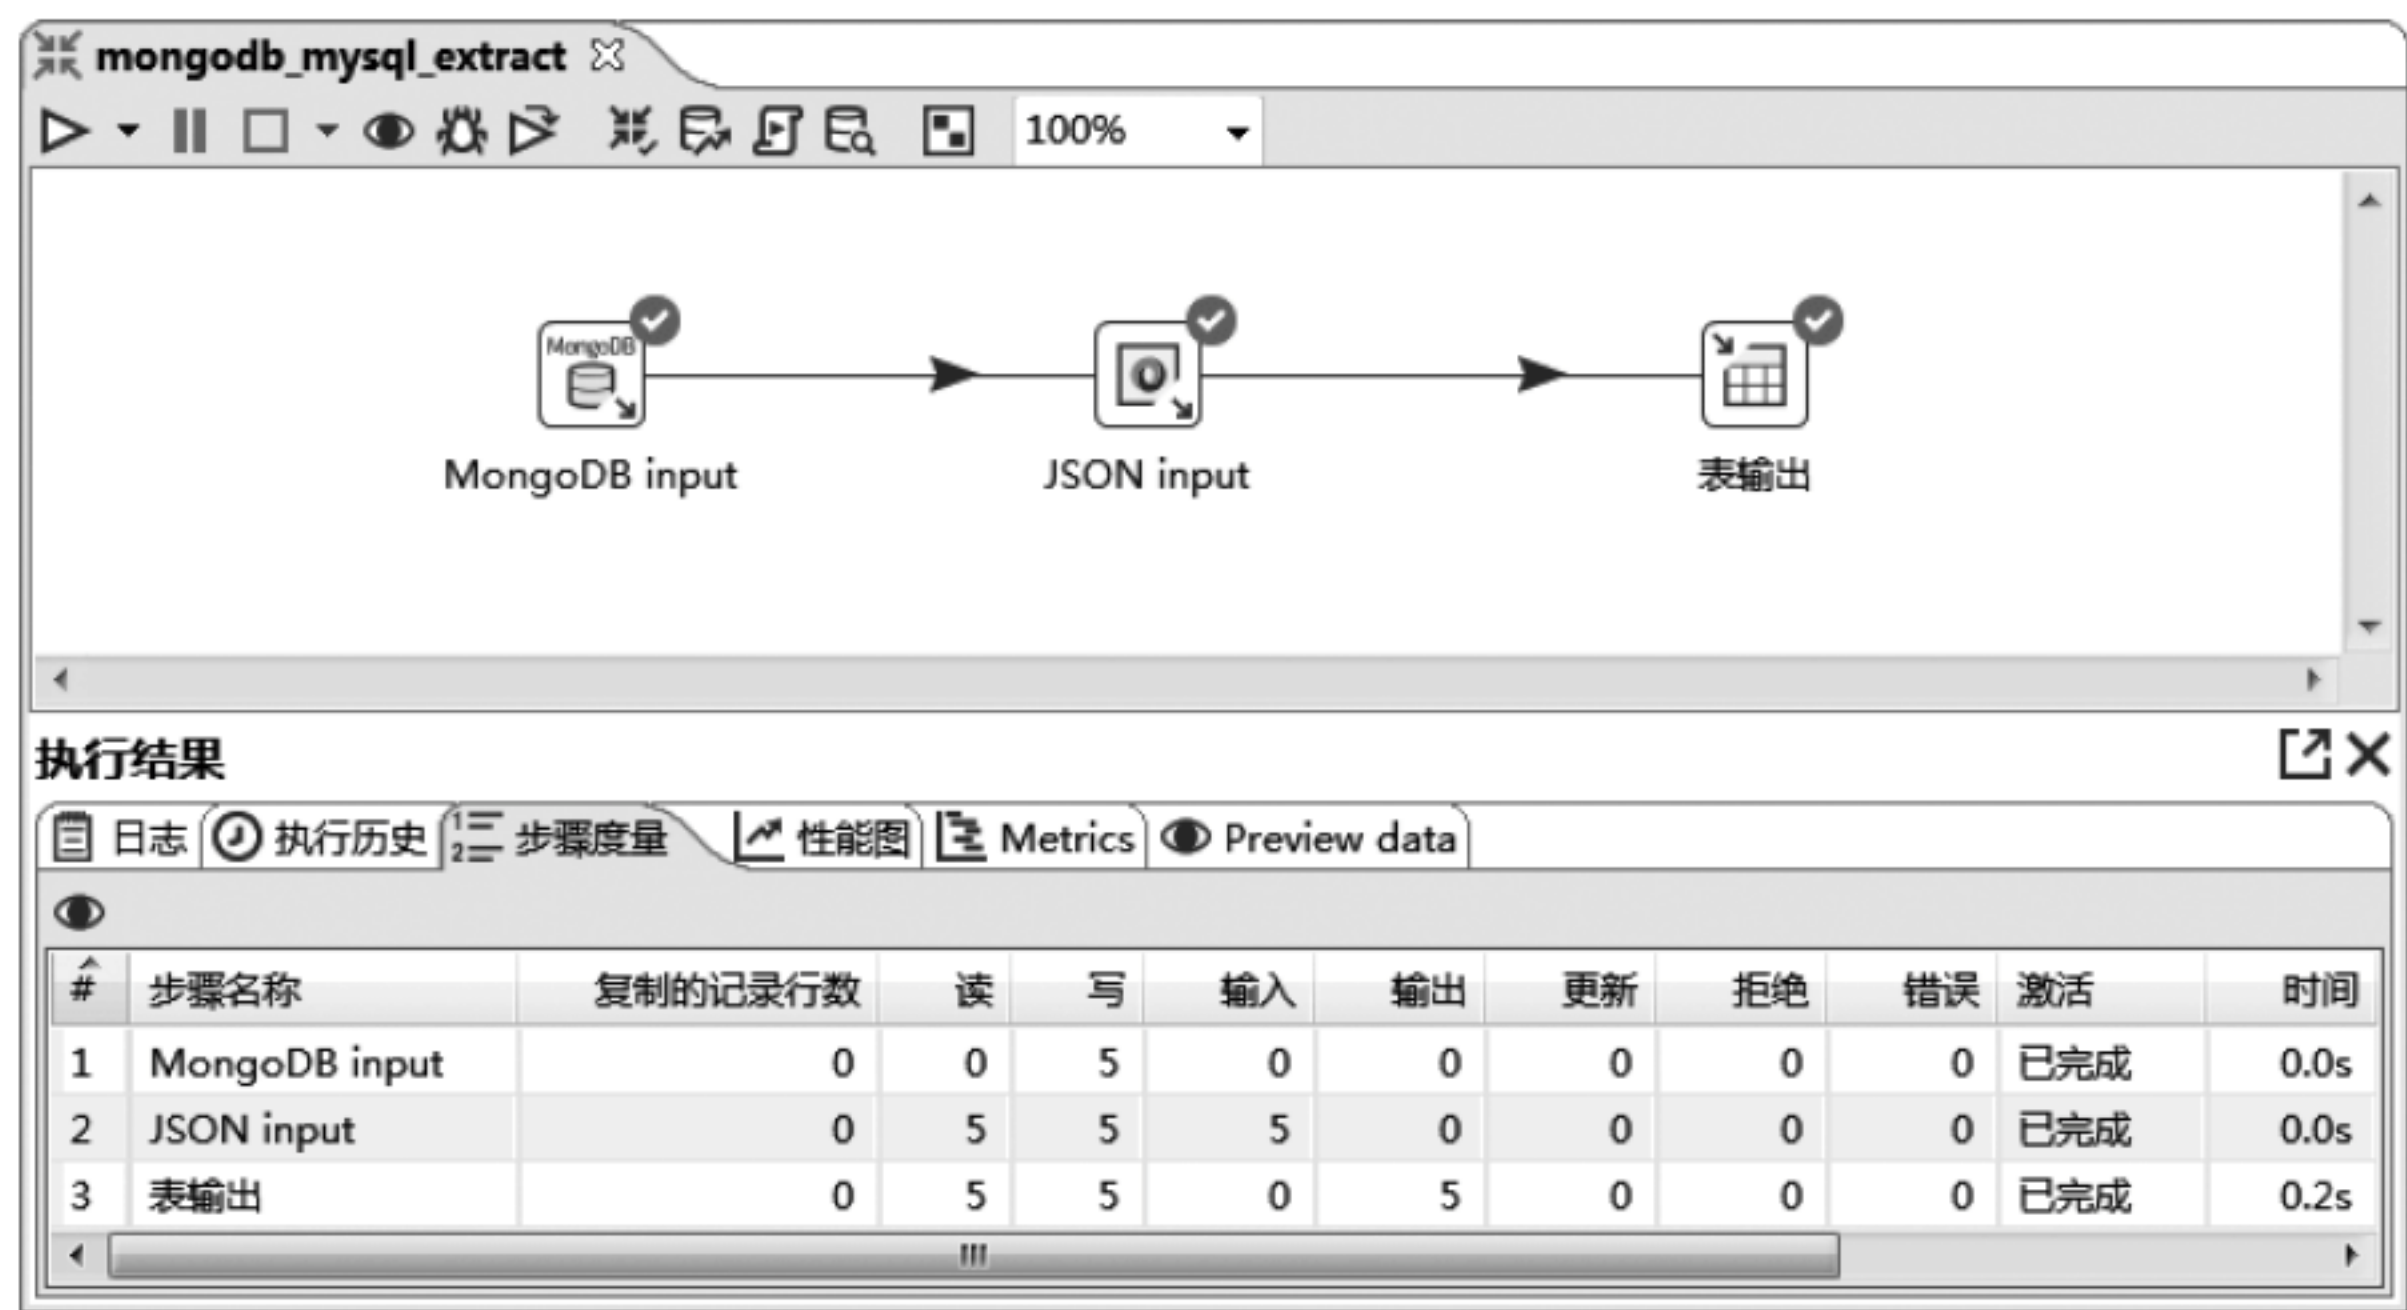 mongodb_mysql_extract
100%
MongoDB
MongoDB input JSON input 表输出
执行结果
日志 执行历史 步骤度量 性能图 Metrics Preview data
# 步骤名称 复制的记录行数 读 写 输入 输出 更新 拒绝 错误 激活 时间
1 MongoDB input 0 0 5 0 0 0 0 0 已完成 0.0s
2 JSON input 0 5 5 5 0 0 0 0 已完成 0.0s
3 表输出 0 5 5 0 5 0 0 0 已完成 0.2s